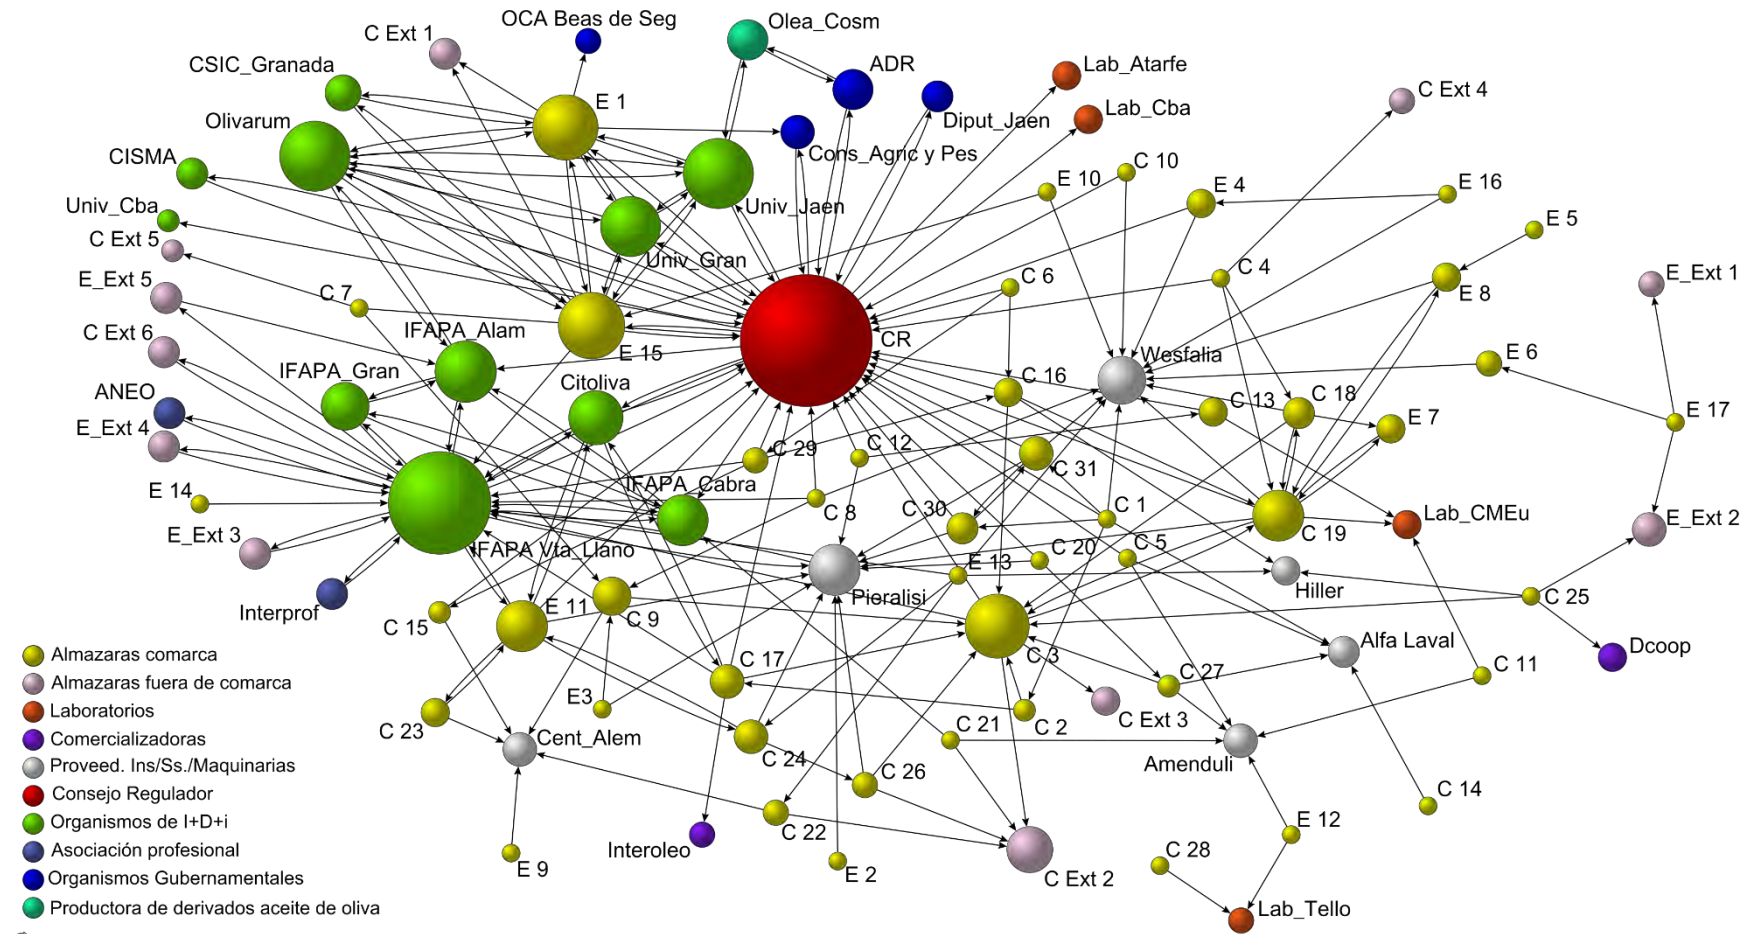 OCA Beas de Seg
C Ext 1
Olea_Cosm
CSIC_Granada
ADR
Lab_Atarfe
E 1
C Ext 4
Olivarum
Diput_Jaen
Lab_Cba
CISMA
Cons_Agric y Pes
C 10
E 10
E 4
E 16
Univ_Cba
Univ_Jaen
E 5
C Ext 5
Univ_Gran
E_Ext 5
C 7
C 6
C 4
E_Ext 1
E 8
C Ext 6
IFAPA_Alam
CR
E 15
Wesfalia
E 6
IFAPA_Gran
Citoliva
ANEO
C 16
C 13
C 18
E 7
E 17
E_Ext 4
C 29
C 12
C 31
IFAPA_Cabra
E 14
C 8
C 30
C 1
Lab_CMEu
E_Ext 2
E_Ext 3
IFAPA Vta_Llano
C 19
C 20
C 5
E 13
Interprof
Pieralisi
Hiller
C 25
C 15
E 11
C 9
C 3
Alfa Laval
Dcoop
C 17
C 27
C 11
E3
C 23
C 2
C Ext 3
C 21
Cent_Alem
C 24
Amenduli
C 26
C 14
C 22
E 12
Interoleo
E 9
E 2
C Ext 2
C 28
Lab_Tello
Almazaras comarca
Almazaras fuera de comarca
Laboratorios
Comercializadoras
Proveed. Ins/Ss./Maquinarias
Consejo Regulador
Organismos de I+D+i
Asociación profesional
Organismos Gubernamentales
Productora de derivados aceite de oliva